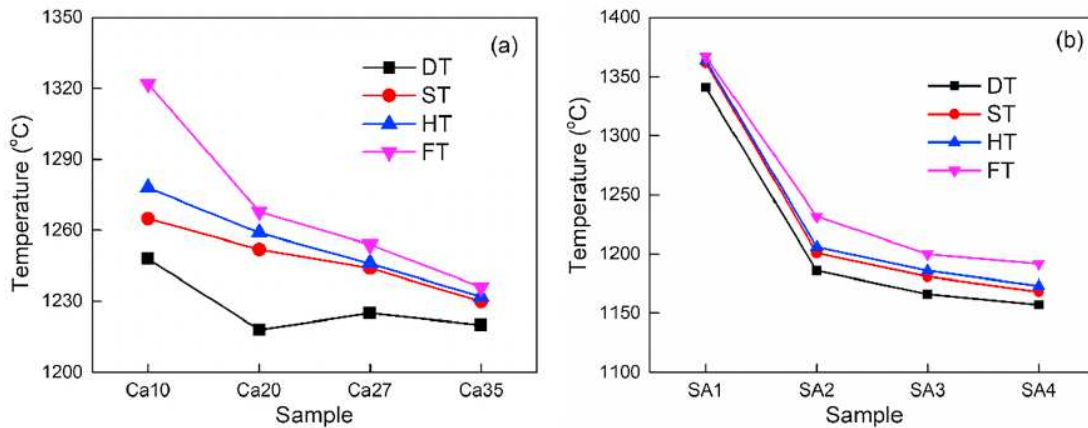 1350
1320
1290
1260
1230
1200
Temperature (°C)
(a)
DT
ST
HT
FT
Ca10 Ca20 Ca27 Ca35
Sample
1400
1350
1300
1250
1200
1150
1100
Temperature (°C)
(b)
DT
ST
HT
FT
SA1 SA2 SA3 SA4
Sample